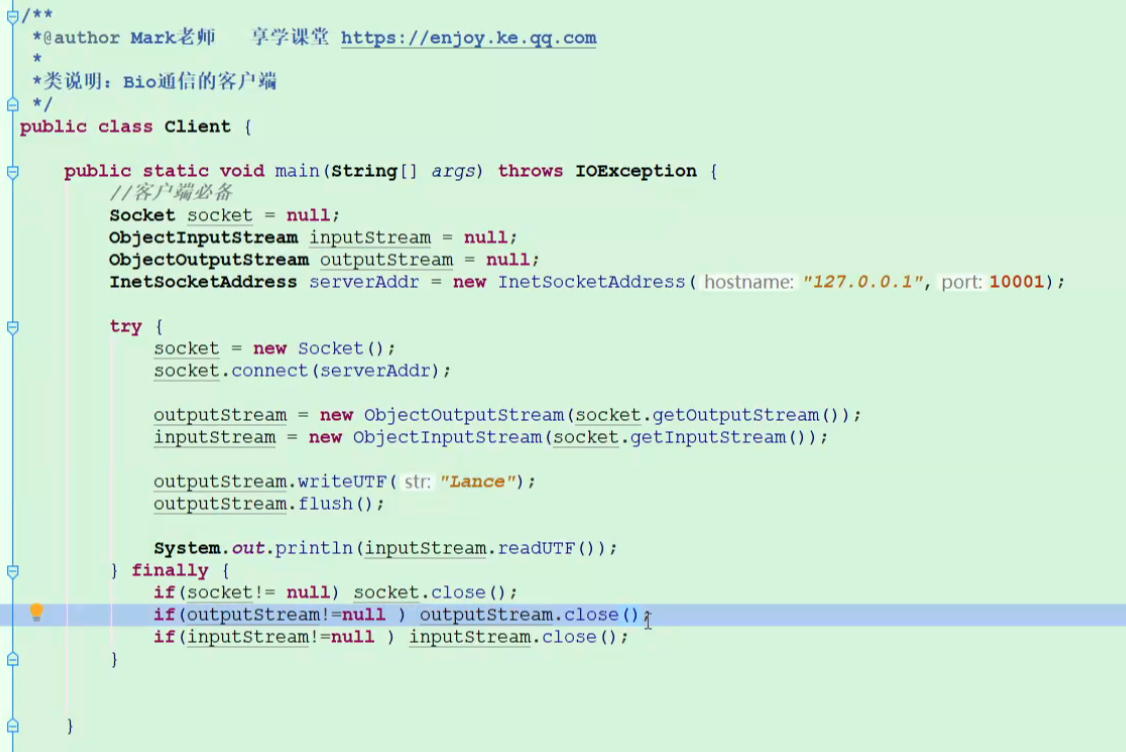 /**
 *@author Mark老师   享学课堂 https://enjoy.ke.qq.com
 *
 *类说明：Bio通信的客户端
 */
public class Client {
    public static void main(String[] args) throws IOException {
        //客户端必备
        Socket socket = null;
        ObjectInputStream inputStream = null;
        ObjectOutputStream outputStream = null;
        InetSocketAddress serverAddr = new InetSocketAddress( hostname: "127.0.0.1", port: 10001);
        try {
            socket = new Socket();
            socket.connect(serverAddr);
            outputStream = new ObjectOutputStream(socket.getOutputStream());
            inputStream = new ObjectInputStream(socket.getInputStream());
            outputStream.writeUTF( str: "Lance");
            outputStream.flush();
            System.out.println(inputStream.readUTF());
        } finally {
            if(socket!= null) socket.close();
            if(outputStream!=null ) outputStream.close();
            if(inputStream!=null ) inputStream.close();
        }
    }